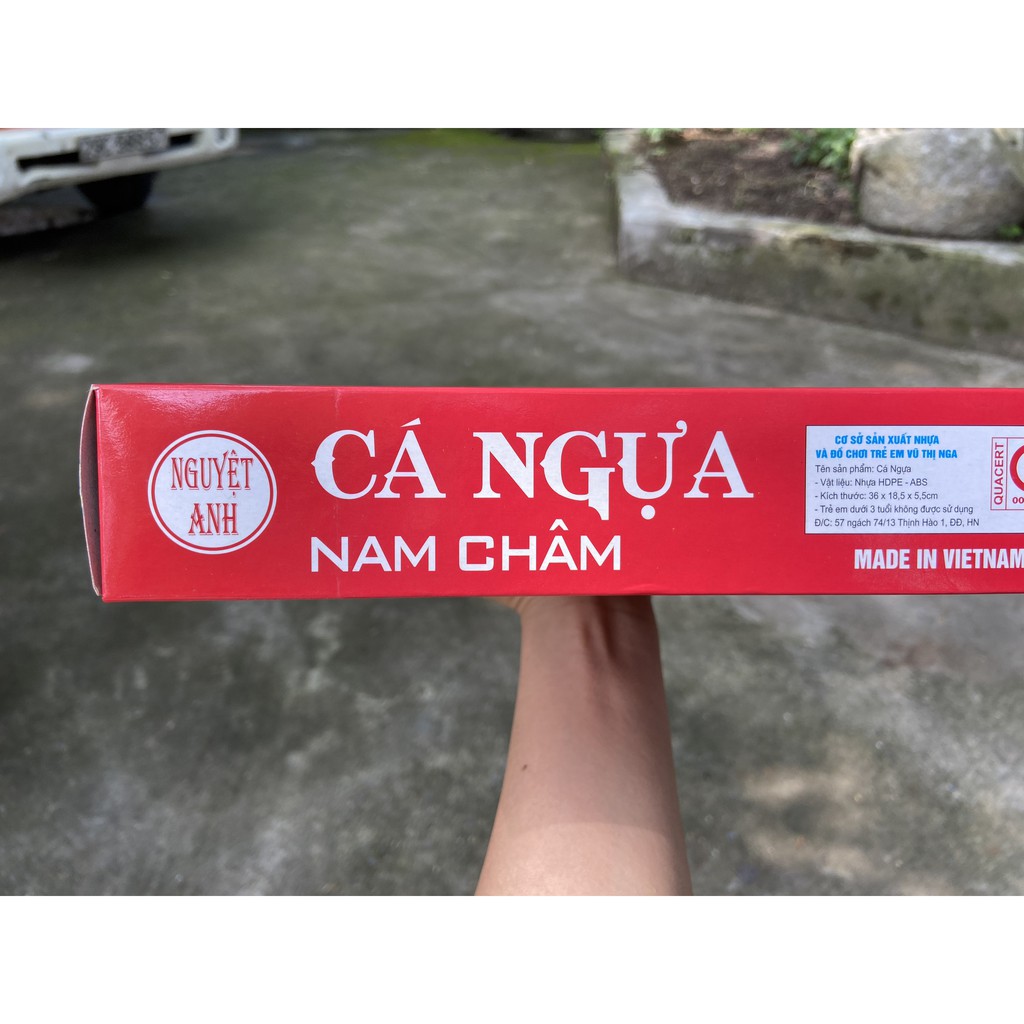 NGUYỆT
ANH
CÁ NGỰA
NAM CHÂM
CƠ SỞ SẢN XUẤT NHỰA
VÀ ĐỒ CHƠI TRẺ EM VŨ THỊ NGA
Tên sản phẩm: Cá Ngựa
- Vật liệu: Nhựa HDPE - ABS
- Kích thước: 36 x 18,5 x 5,5cm
- Trẻ em dưới 3 tuổi không được sử dụng
Đ/C: 57 ngách 74/13 Thịnh Hào 1, ĐĐ, HN
QUACERT
00
MADE IN VIETNAM